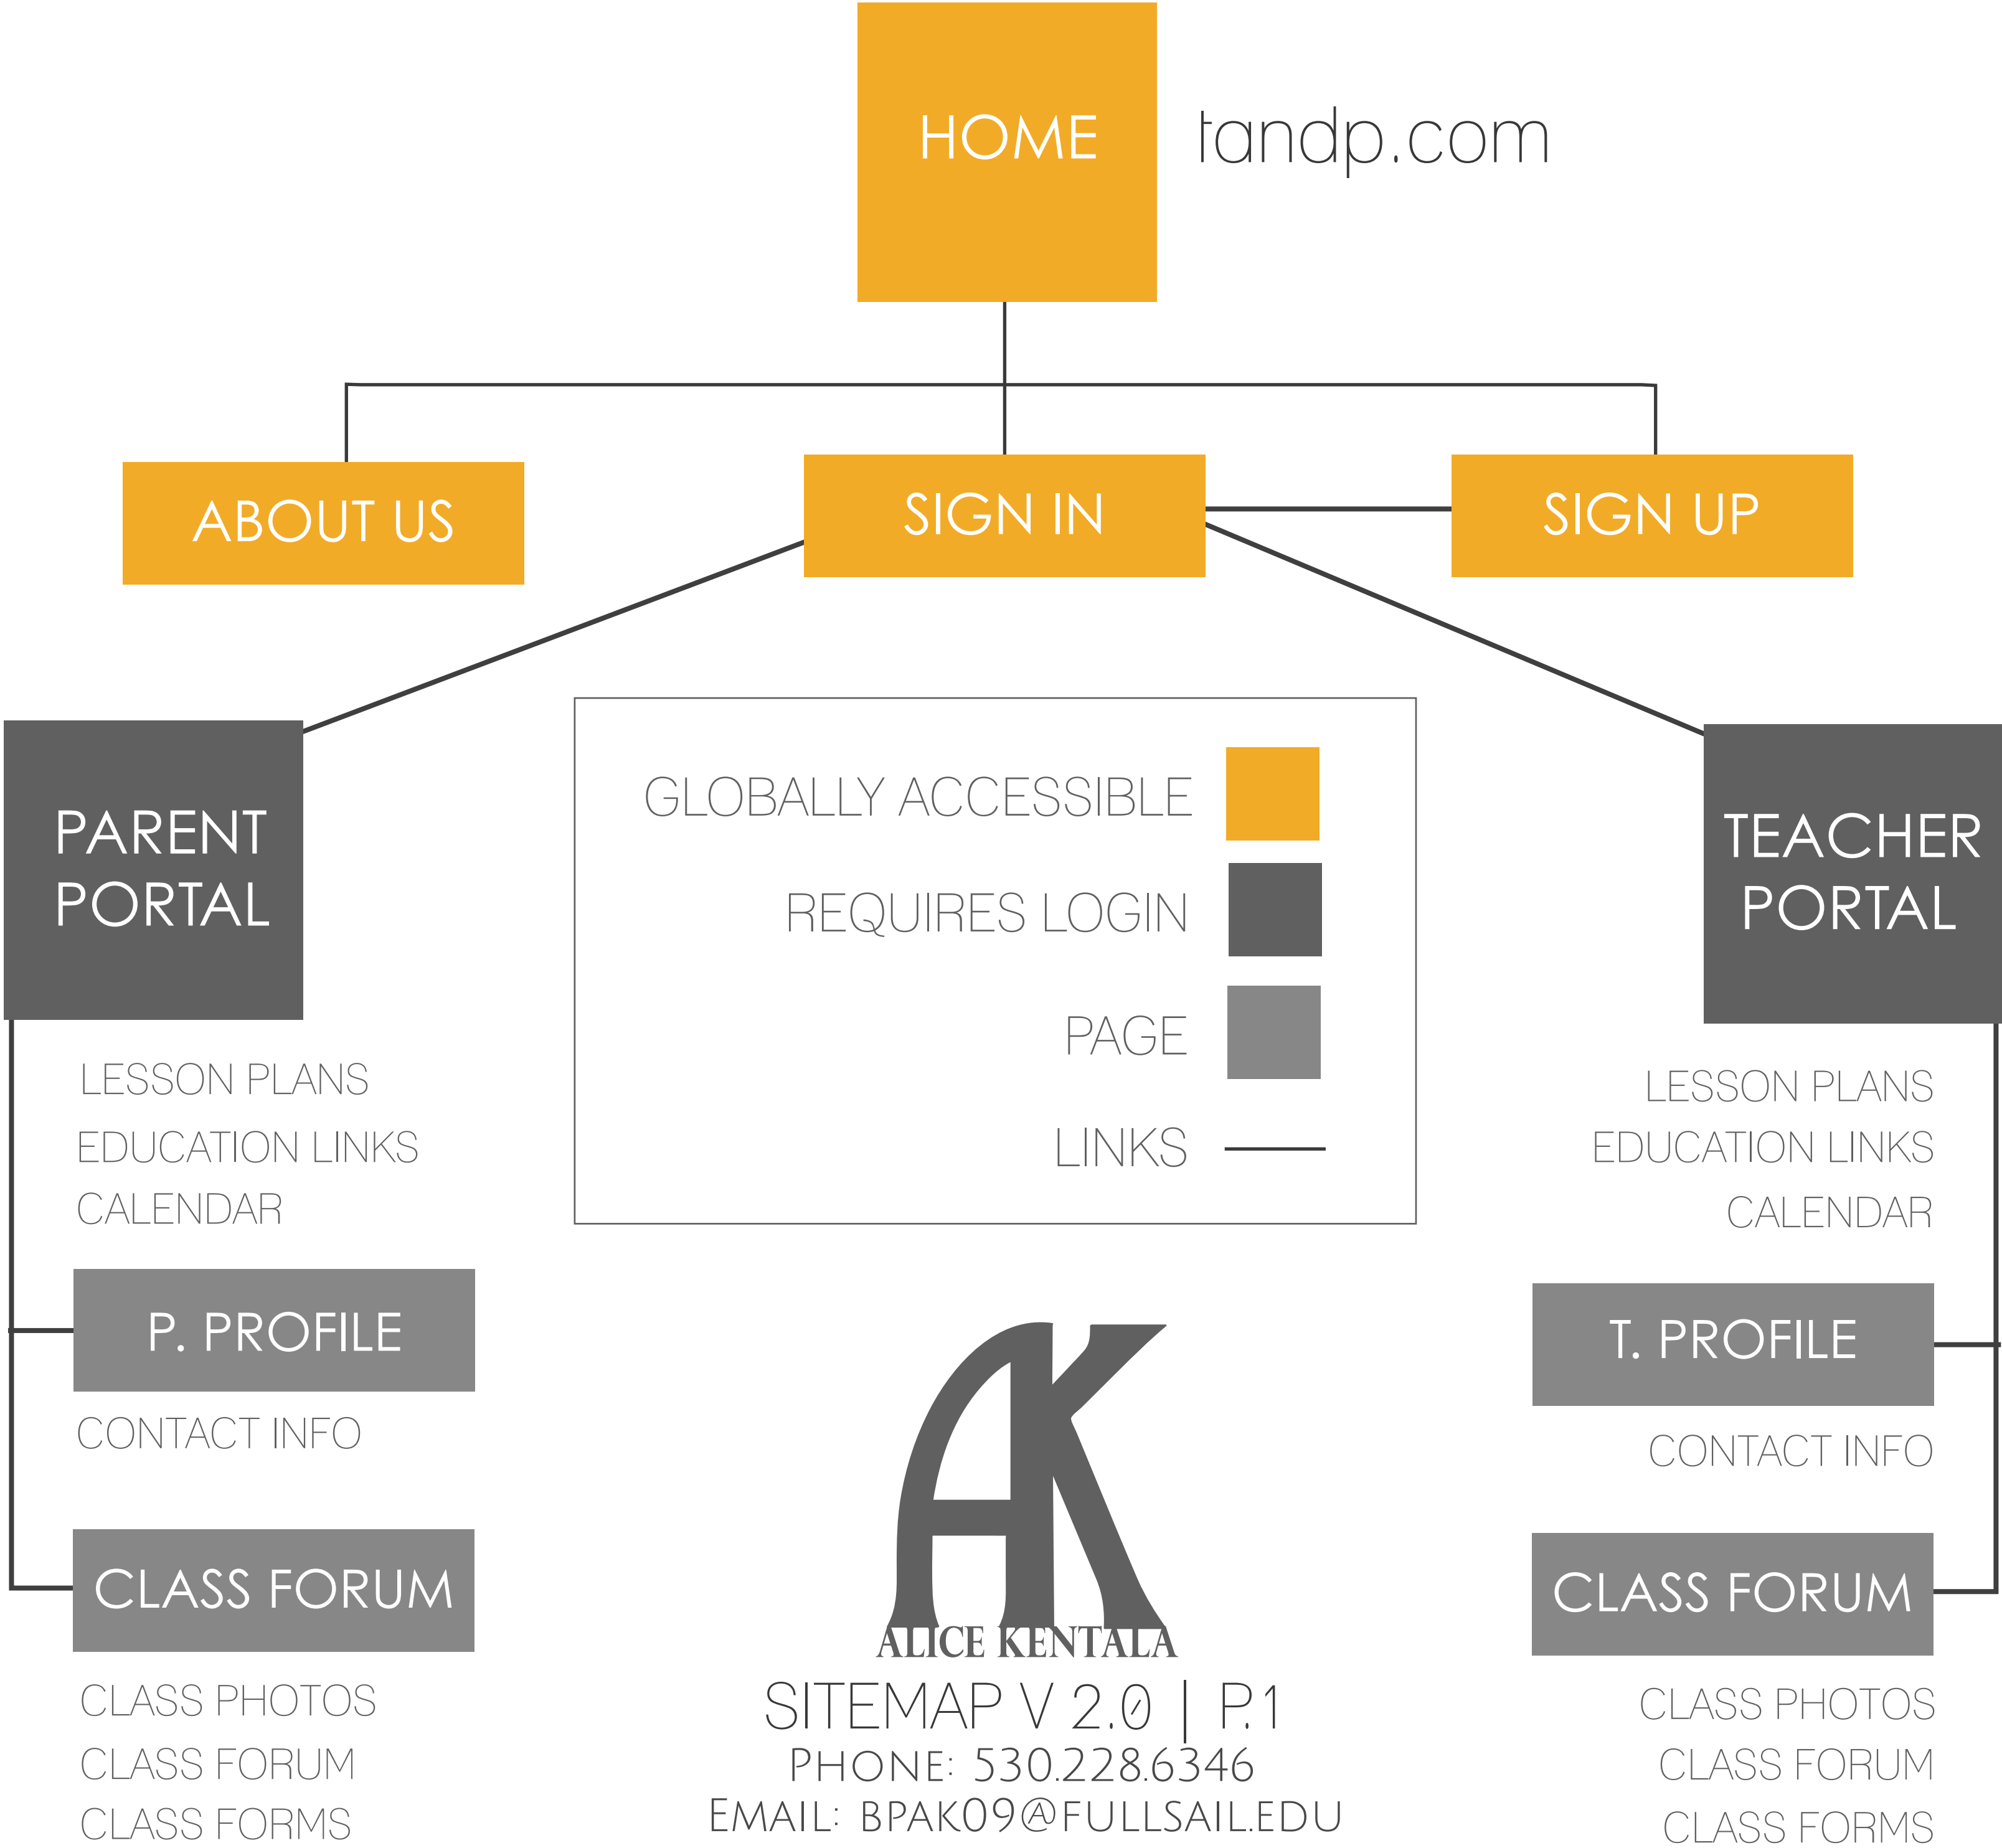 HOME
tandp.com
ABOUT US
SIGN IN
SIGN UP
PARENT
PORTAL
LESSON PLANS
EDUCATION LINKS
CALENDAR
P. PROFILE
CONTACT INFO
CLASS FORUM
CLASS PHOTOS
CLASS FORUM
CLASS FORMS
GLOBALLY ACCESSIBLE
REQUIRES LOGIN
PAGE
LINKS
TEACHER
PORTAL
LESSON PLANS
EDUCATION LINKS
CALENDAR
T. PROFILE
CONTACT INFO
CLASS FORUM
CLASS PHOTOS
CLASS FORUM
CLASS FORMS
AK
ALICE KENTALA
SITEMAP V 2.0 | P.1
PHONE: 530.228.6346
EMAIL: BPAK09@FULLSAIL.EDU